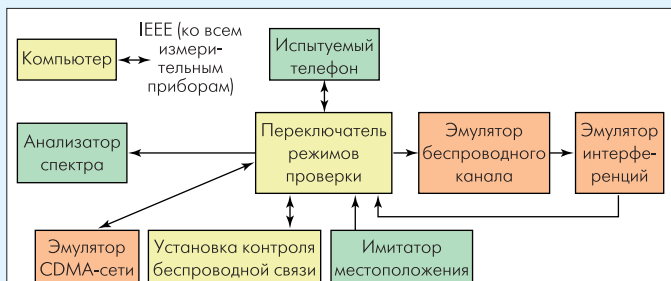 Компьютер
IEEE (ко всем
измери-
тельным
приборам)
Испытуемый
телефон
Анализатор
спектра
Переключатель
режимов
проверки
Эмулятор
беспроводного
канала
Эмулятор
интерфе-
ренций
Эмулятор
CDMA-сети
Установка контроля
беспроводной связи
Имитатор
местоположения